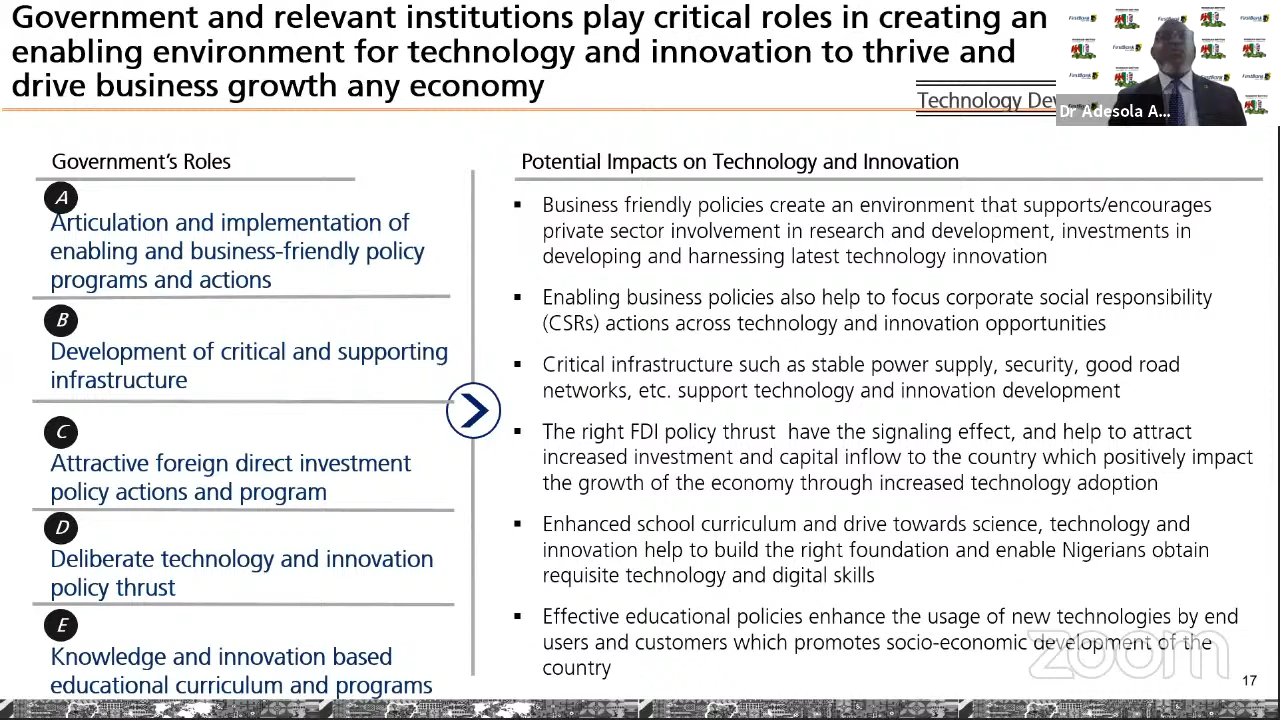 Government and relevant institutions play critical roles in creating an
enabling environment for technology and innovation to thrive and
drive business growth any economy
Technology Dev
Dr Adesola A...
FirstBank
Government's Roles
A
Articulation and implementation of
enabling and business-friendly policy
programs and actions
B
Development of critical and supporting
infrastructure
C
Attractive foreign direct investment
policy actions and program
D
Deliberate technology and innovation
policy thrust
E
Knowledge and innovation based
educational curriculum and programs
Potential Impacts on Technology and Innovation
▪ Business friendly policies create an environment that supports/encourages
private sector involvement in research and development, investments in
developing and harnessing latest technology innovation
▪ Enabling business policies also help to focus corporate social responsibility
(CSRs) actions across technology and innovation opportunities
▪ Critical infrastructure such as stable power supply, security, good road
networks, etc. support technology and innovation development
▪ The right FDI policy thrust have the signaling effect, and help to attract
increased investment and capital inflow to the country which positively impact
the growth of the economy through increased technology adoption
▪ Enhanced school curriculum and drive towards science, technology and
innovation help to build the right foundation and enable Nigerians obtain
requisite technology and digital skills
▪ Effective educational policies enhance the usage of new technologies by end
users and customers which promotes socio-economic development of the
country
zoom
17